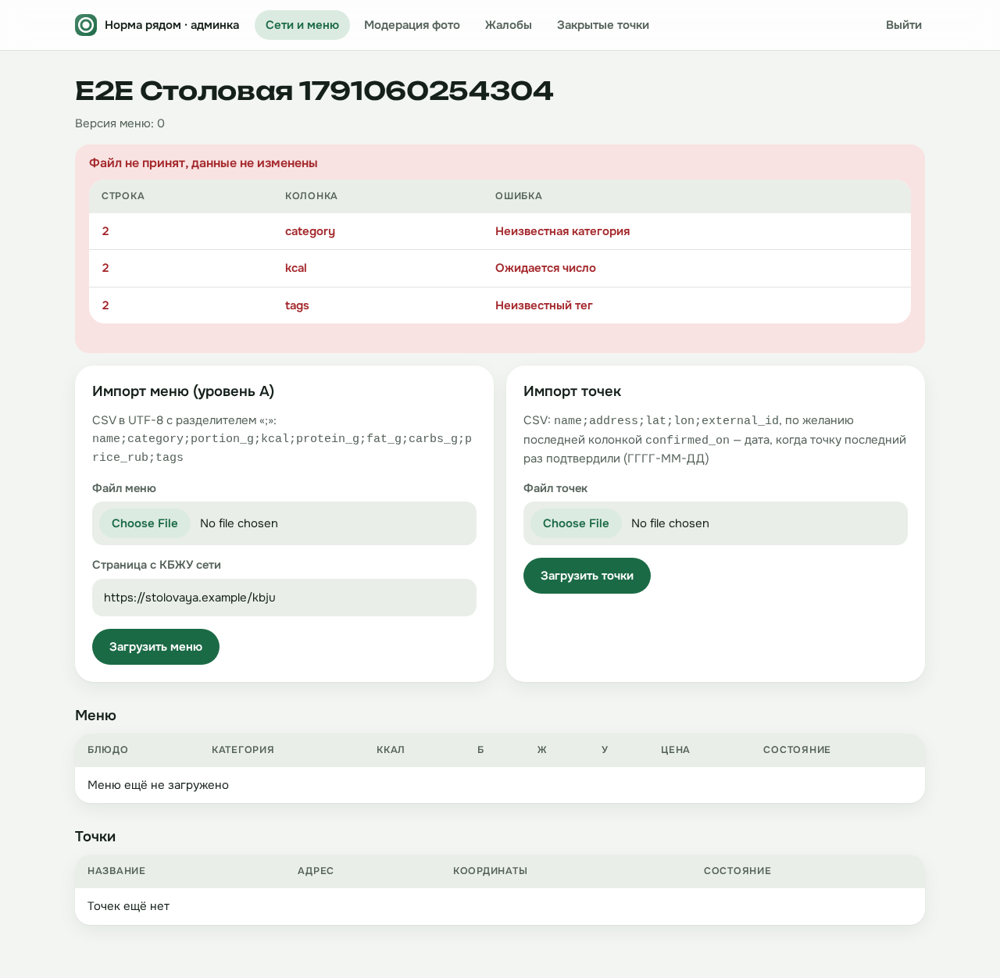 Норма рядом · админка
Сети и меню
Модерация фото
Жалобы
Закрытые точки
Выйти
E2E Столовая 1791060254304
Версия меню: 0
Файл не принят, данные не изменены
СТРОКА КОЛОНКА ОШИБКА
2 category Неизвестная категория
2 kcal Ожидается число
2 tags Неизвестный тег
Импорт меню (уровень А)
CSV в UTF-8 с разделителем «;»:
name;category;portion_g;kcal;protein_g;fat_g;carbs_g;p
rice_rub;tags
Файл меню
Choose File No file chosen
Страница с КБЖУ сети
https://stolovaya.example/kbju
Загрузить меню
Импорт точек
CSV: name;address;lat;lon;external_id, по желанию
последней колонкой confirmed_on — дата, когда точку последний
раз подтвердили (ГГГГ-ММ-ДД)
Файл точек
Choose File No file chosen
Загрузить точки
Меню
БЛЮДО КАТЕГОРИЯ ККАЛ Б Ж У ЦЕНА СОСТОЯНИЕ
Меню ещё не загружено
Точки
НАЗВАНИЕ АДРЕС КООРДИНАТЫ СОСТОЯНИЕ
Точек ещё нет